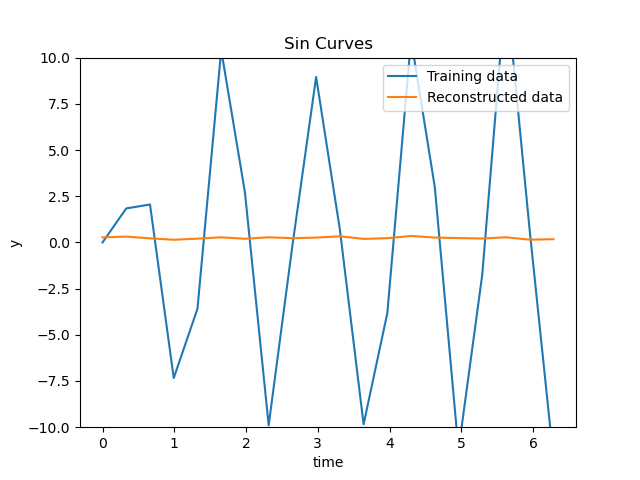 Sin Curves
Training data
Reconstructed data
10.0
7.5
5.0
2.5
0.0
−2.5
−5.0
−7.5
−10.0
y
0 1 2 3 4 5 6
time